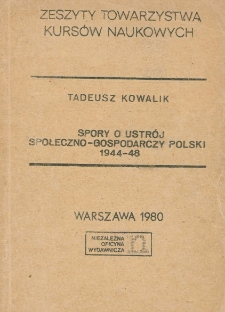 ZESZYTY TOWARZYSTWA
KURSÓW NAUKOWYCH
TADEUSZ KOWALIK
SPORY O USTRÓJ
SPOŁECZNO-GOSPODARCZY POLSKI
1944-48
WARSZAWA 1980
NIEZALEŻNA
OFICYNA
WYDAWNICZA